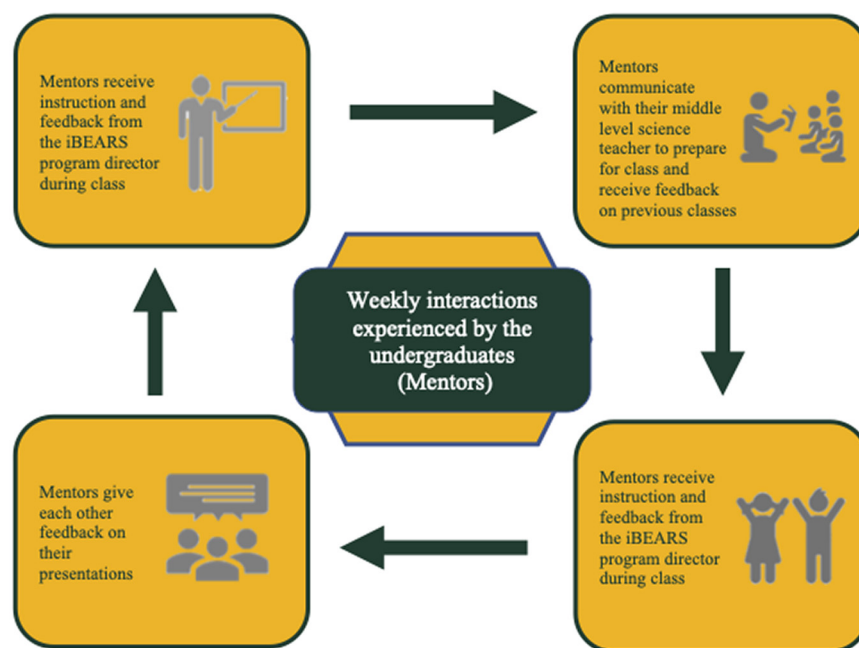 Mentors receive
instruction and
feedback from
the iBEARS
program director
during class
Mentors
communicate
with their middle
level science
teacher to prepare
for class and
receive feedback
on previous classes
Weekly interactions
experienced by the
undergraduates
(Mentors)
Mentors give
each other
feedback on
their
presentations
Mentors receive
instruction and
feedback from
the iBEARS
program director
during class